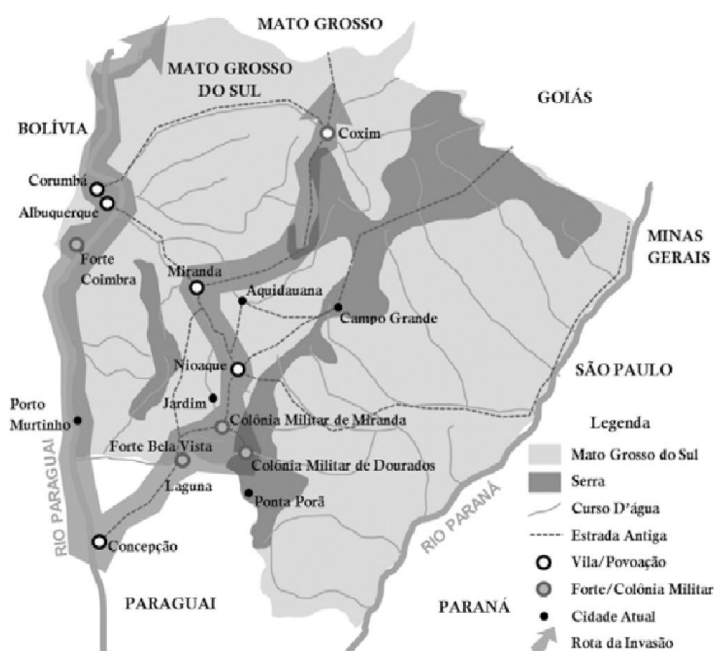 MATO GROSSO
MATO GROSSO
DO SUL
GOIÁS
BOLÍVIA
Coxim
Corumbá
Albuquerque
MINAS
GERAIS
Forte
Coimbra
Miranda
Aquidauana
Campo Grande
Nioaque
SÃO PAULO
Jardim
Porto
Murtinho
Colônia Militar de Miranda
Forte Bela Vista
Colônia Militar de Dourados
Laguna
Ponta Porã
RIO PARAGUAI
RIO PARANÁ
Concepção
PARAGUAI
PARANÁ
Legenda
Mato Grosso do Sul
Serra
Curso D'água
Estrada Antiga
Vila/Povoação
Forte/Colônia Militar
Cidade Atual
Rota da Invasão